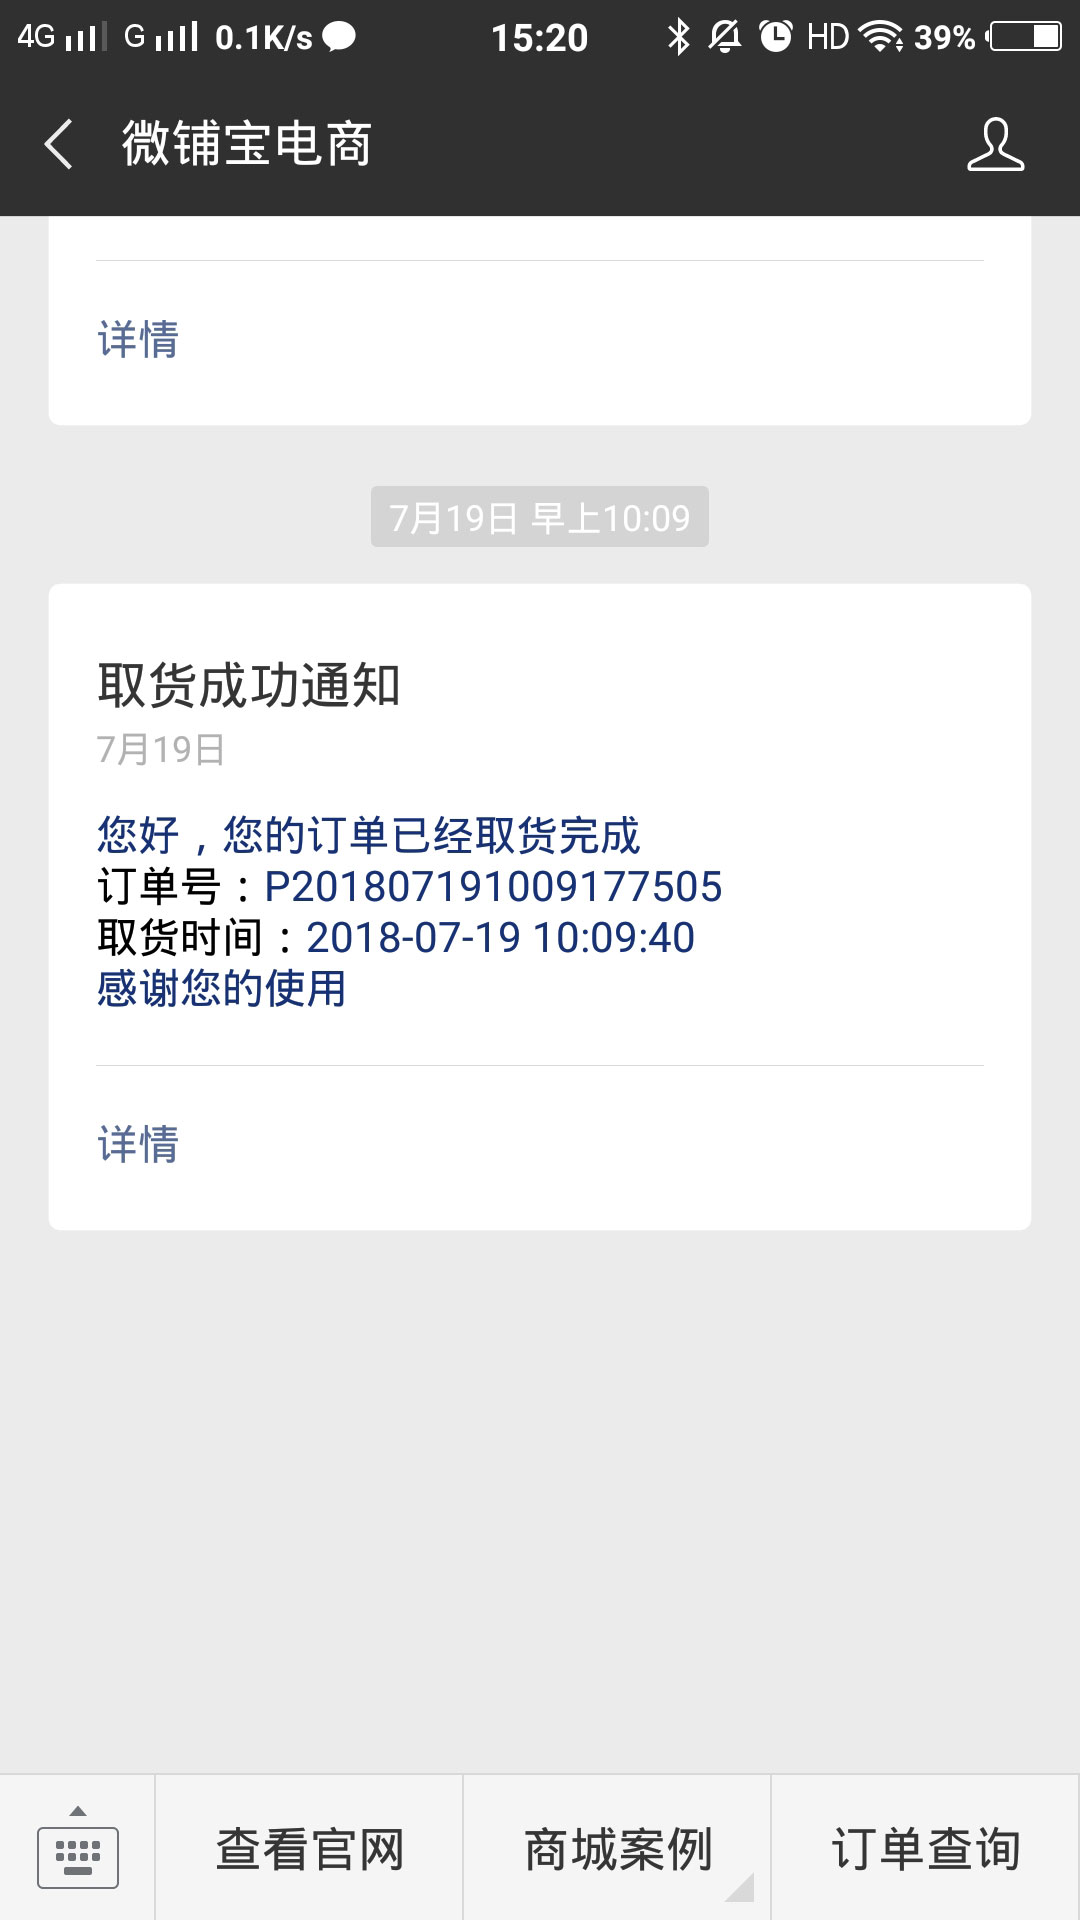 4G G 0.1K/s 15:20 HD 39%
微铺宝电商
详情
7月19日 早上10:09
取货成功通知
7月19日
您好，您的订单已经取货完成
订单号：P201807191009177505
取货时间：2018-07-19 10:09:40
感谢您的使用
详情
查看官网 商城案例 订单查询